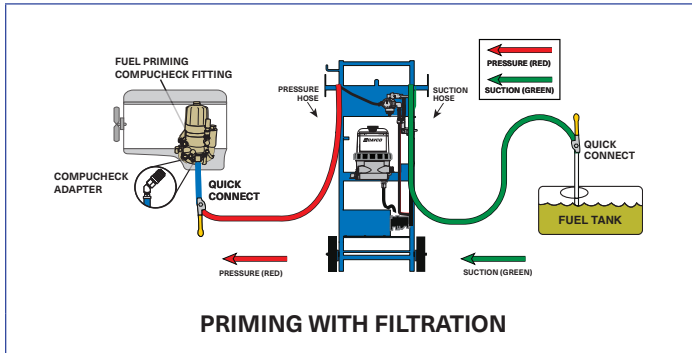 FUEL PRIMING
COMPUCHECK FITTING
PRESSURE
HOSE
SUCTION
HOSE
PRESSURE (RED)
SUCTION (GREEN)
QUICK
CONNECT
COMPUCHECK
ADAPTER
QUICK
CONNECT
DAVCO
FUEL TANK
PRESSURE (RED)
SUCTION (GREEN)
PRIMING WITH FILTRATION